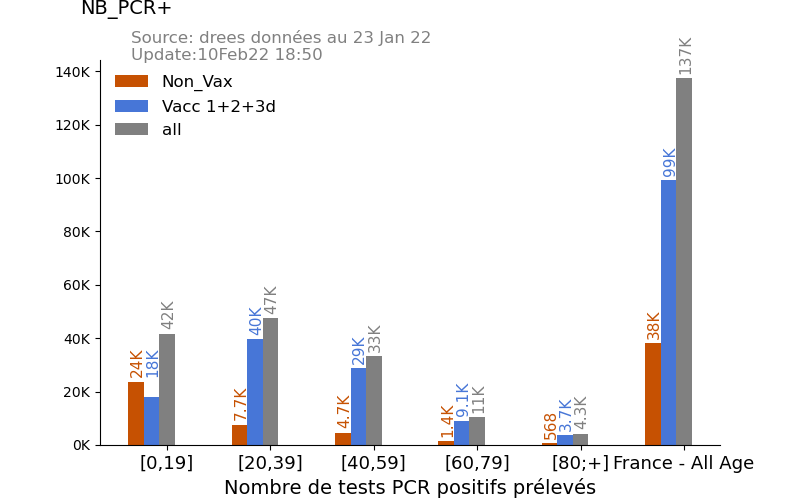 NB_PCR+
Source: drees données au 23 Jan 22
Update:10Feb22 18:50
Non_Vax
Vacc 1+2+3d
all
140K
120K
100K
80K
60K
40K
20K
0K
24K 18K 42K
7.7K 40K 47K
4.7K 29K 33K
1.4K 9.1K 11K
568 3.7K 4.3K
38K 99K 137K
[0,19] [20,39] [40,59] [60,79] [80;+] France - All Age
Nombre de tests PCR positifs prélevés